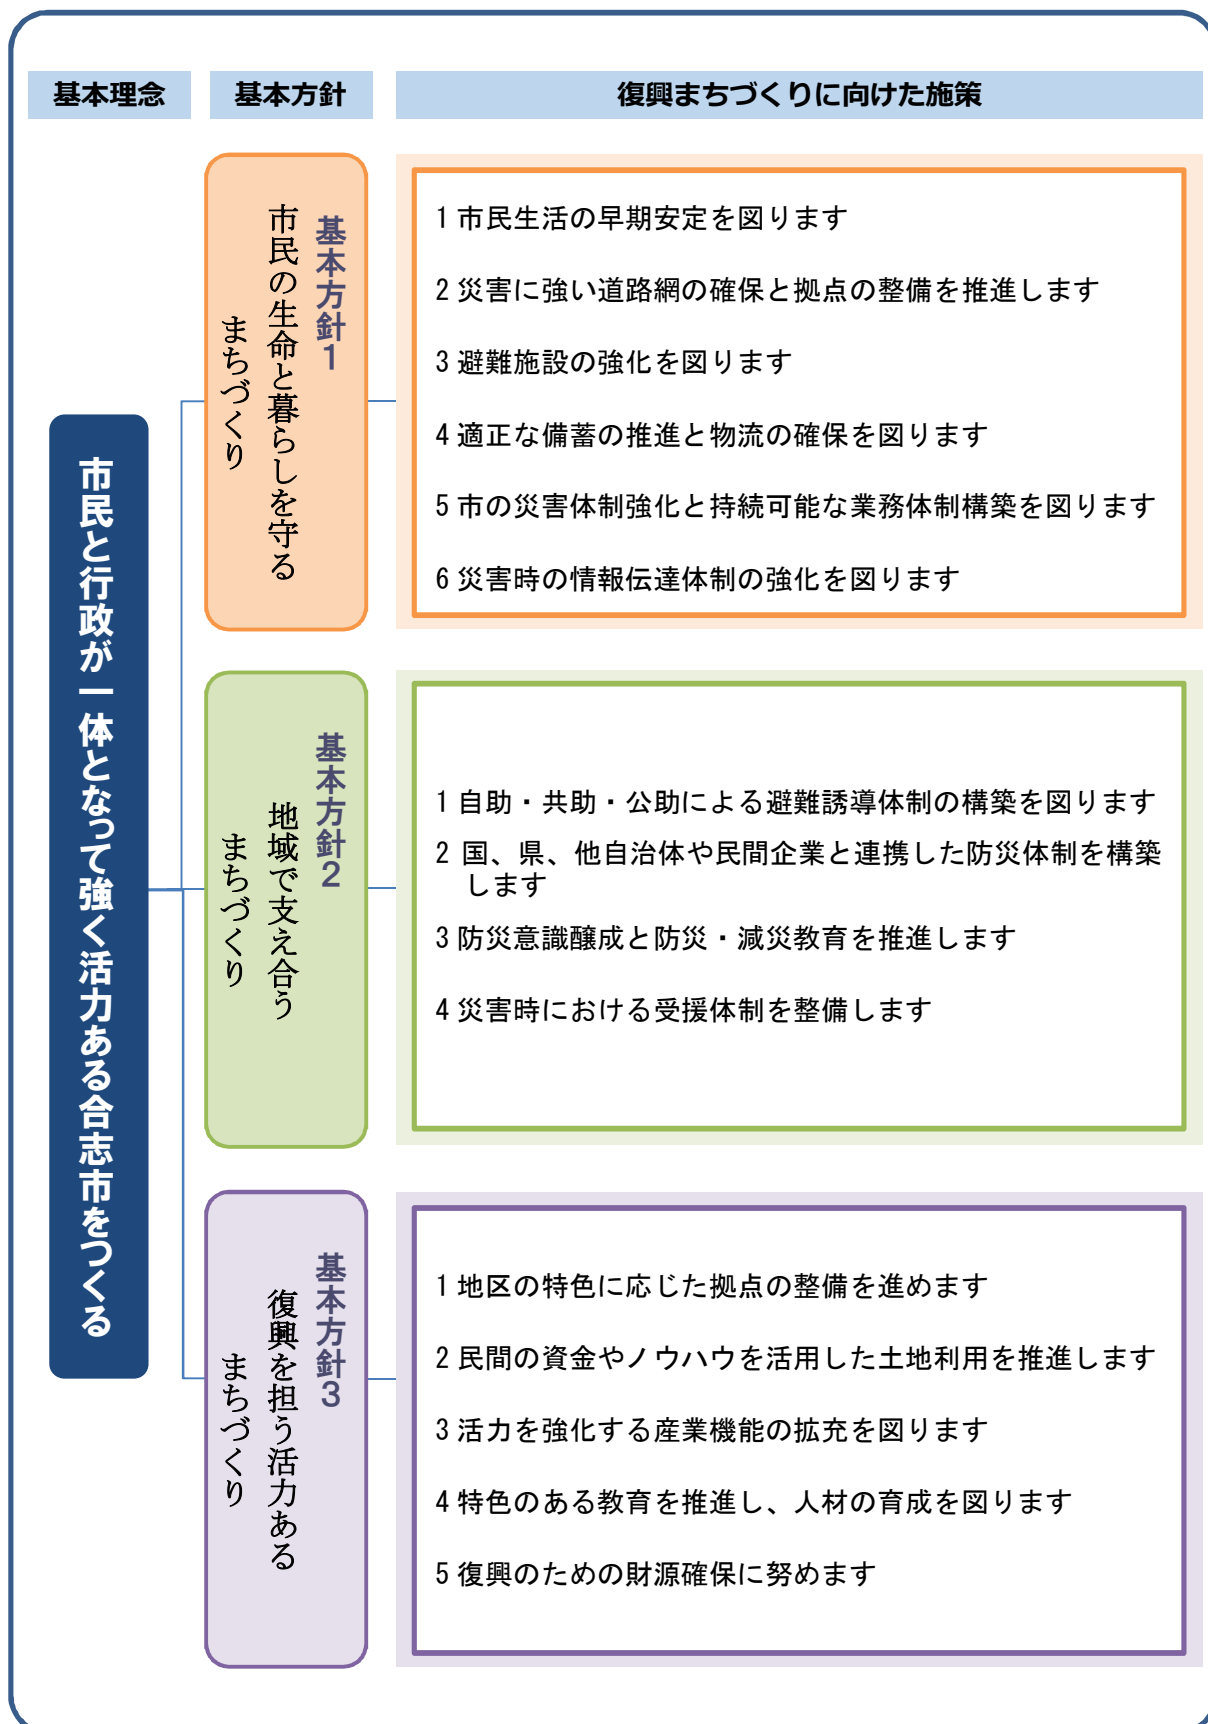 基本理念
基本方針
復興まちづくりに向けた施策
市民と行政が一体となって強く活力ある合志市をつくる
基本方針1
市民の生命と暮らしを守る
まちづくり
1 市民生活の早期安定を図ります
2 災害に強い道路網の確保と拠点の整備を推進します
3 避難施設の強化を図ります
4 適正な備蓄の推進と物流の確保を図ります
5 市の災害体制強化と持続可能な業務体制構築を図ります
6 災害時の情報伝達体制の強化を図ります
基本方針2
地域で支え合う
まちづくり
1 自助・共助・公助による避難誘導体制の構築を図ります
2 国、県、他自治体や民間企業と連携した防災体制を構築
します
3 防災意識醸成と防災・減災教育を推進します
4 災害時における受援体制を整備します
基本方針3
復興を担う活力ある
まちづくり
1 地区の特色に応じた拠点の整備を進めます
2 民間の資金やノウハウを活用した土地利用を推進します
3 活力を強化する産業機能の拡充を図ります
4 特色のある教育を推進し、人材の育成を図ります
5 復興のための財源確保に努めます